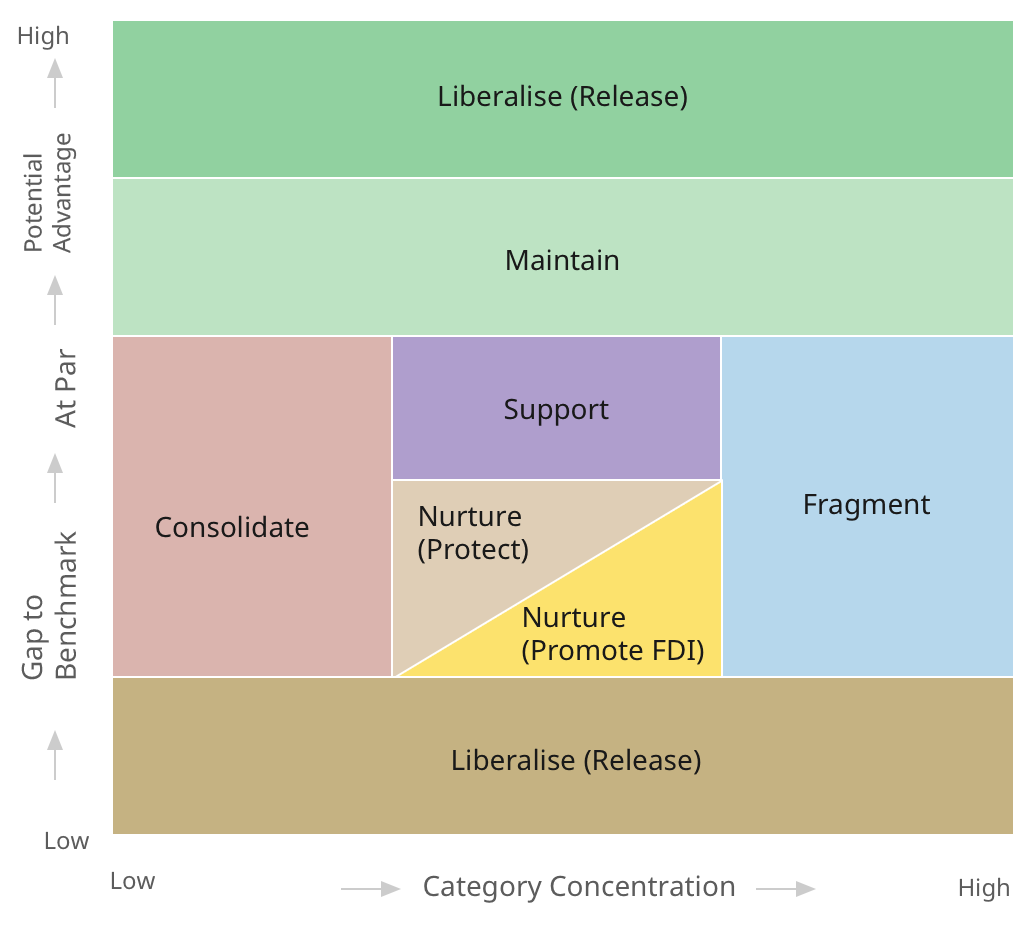 High
Liberalise (Release)
Potential
Advantage
Maintain
At Par
Support
Consolidate
Nurture
(Protect)
Fragment
Gap to
Benchmark
Nurture
(Promote FDI)
Liberalise (Release)
Low
Low
Category Concentration
High